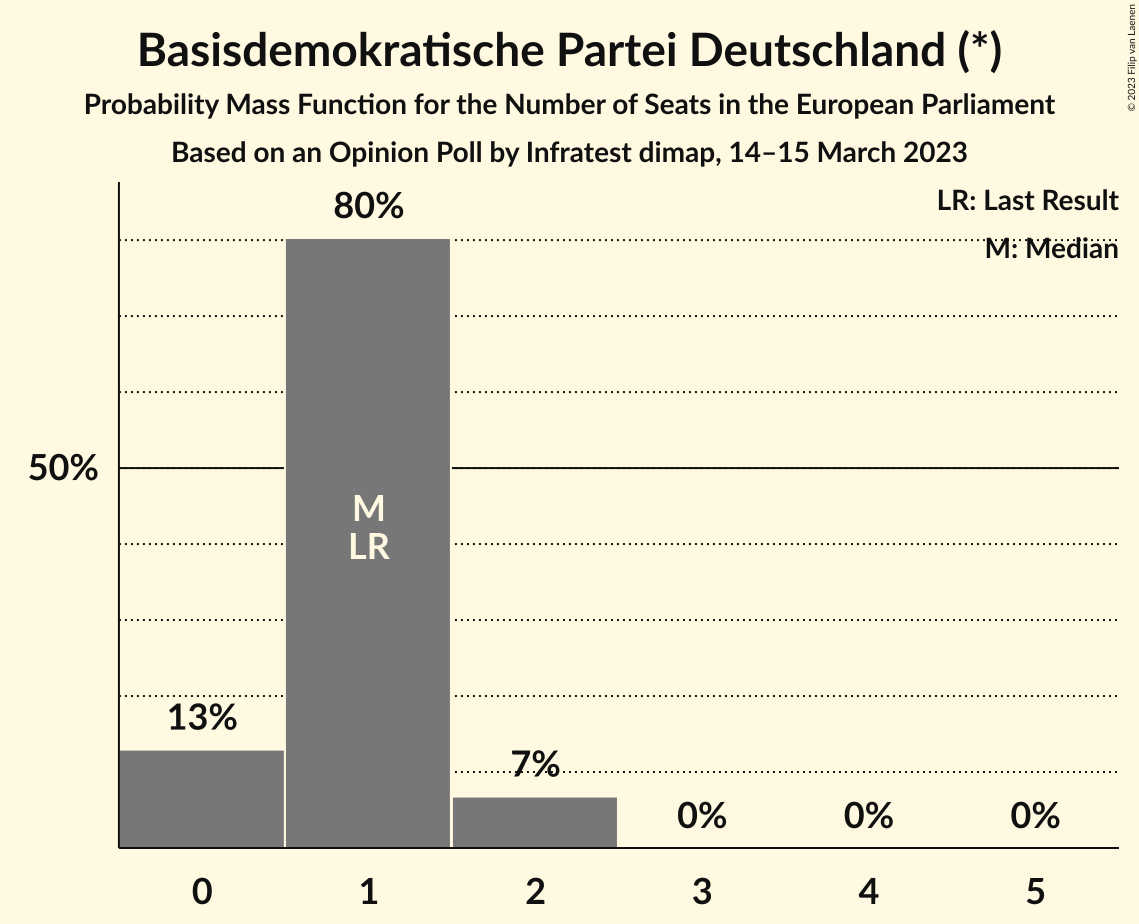 Basisdemokratische Partei Deutschland (*)
Probability Mass Function for the Number of Seats in the European Parliament
Based on an Opinion Poll by Infratest dimap, 14–15 March 2023
© 2023 Filip van Laenen
LR: Last Result
M: Median
80%
50%
M
LR
13%
7%
0%
0%
0%
0
1
2
3
4
5